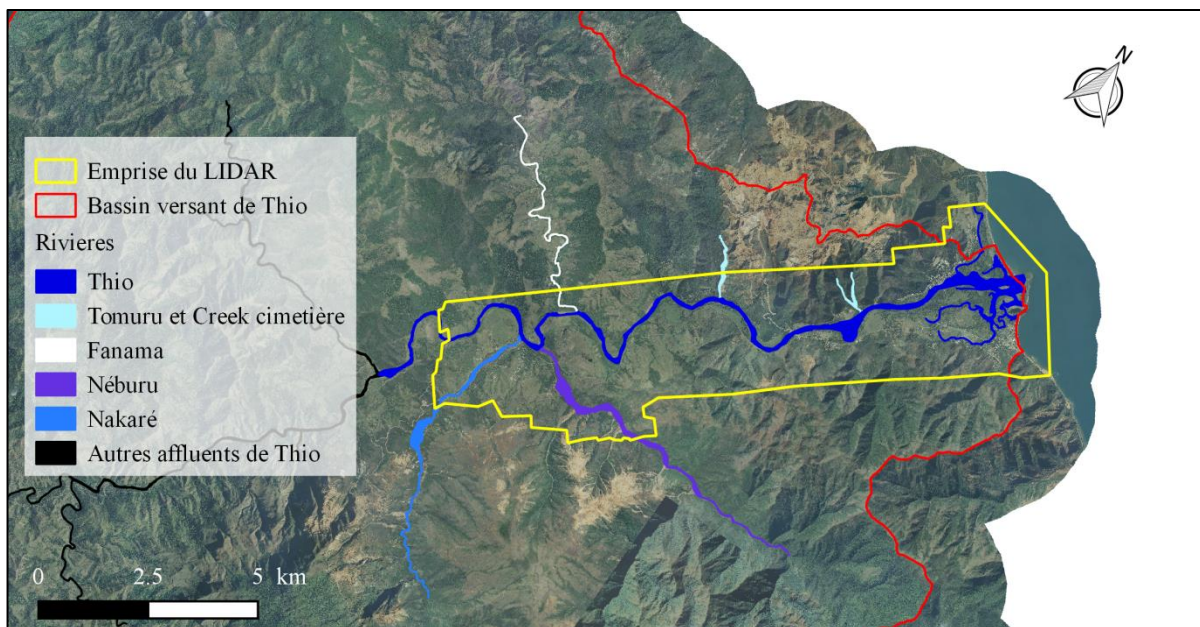 N
Emprise du LIDAR
Bassin versant de Thio
Rivieres
Thio
Tomuru et Creek cimetière
Fanama
Néburu
Nakaré
Autres affluents de Thio
0 2.5 5 km